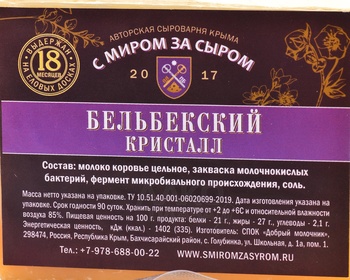 АВТОРСКАЯ СЫРОВАРНЯ КРЫМА
С МИРОМ ЗА СЫРОМ
ВЫДЕРЖАН
18
МЕСЯЦЕВ
НА ЕЛОВЫХ ДОСКАХ
2017
БЕЛЬБЕКСКИЙ
КРИСТАЛЛ
Состав: молоко коровье цельное, закваска молочнокислых
бактерий, фермент микробиального происхождения, соль.
Масса нетто указана на упаковке. ТУ 10.51.40-001-06020699-2019. Дата изготовления указана на
упаковке. Срок годности 90 суток. Хранить при температуре от +2 до +6С и относительной влажности
воздуха 85%. Пищевая ценность на 100 г. продукта: белки - 21 г., жиры - 27 г., углеводы - 2,1 г.
Энергетическая ценность, кДж (ккал.) - 1402 (335). Изготовитель: СПОК «Добрый молочник».
298474, Россия, Республика Крым, Бахчисарайский район, с. Голубинка, ул. Школьная, д. 1а, пом. 1.
Тел.: +7-978-688-00-22 WWW.SMIROMZASYROM.RU